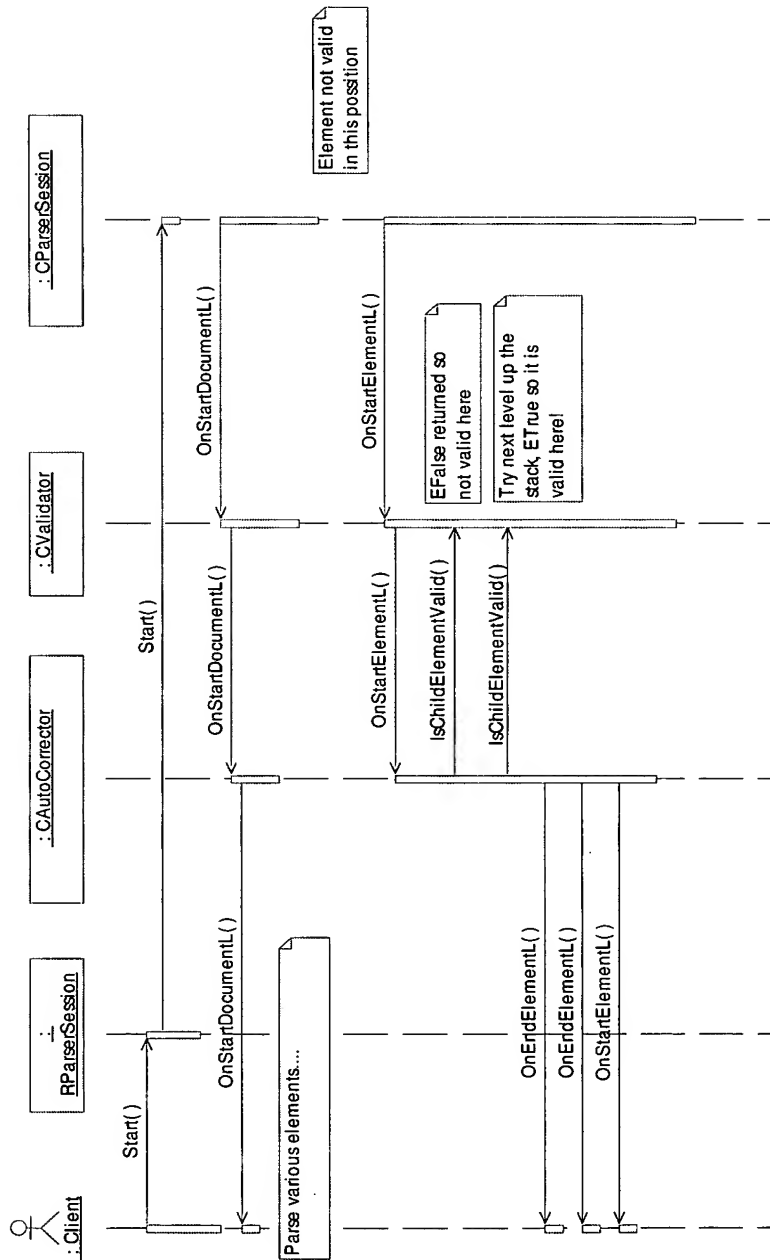 : Client
:
RParserSession
: CAutoCorrector
: CValidator
: CParserSession
Start( )
Start( )
OnStartDocumentL( )
OnStartDocumentL( )
OnStartDocumentL( )
Parse various elements....
Element not valid
in this possition
OnStartElementL( )
OnStartElementL( )
IsChildElementValid( )
EFalse returned so
not valid here
IsChildElementValid( )
Try next level up the
stack, ETrue so it is
valid here!
OnEndElementL( )
OnEndElementL( )
OnStartElementL( )